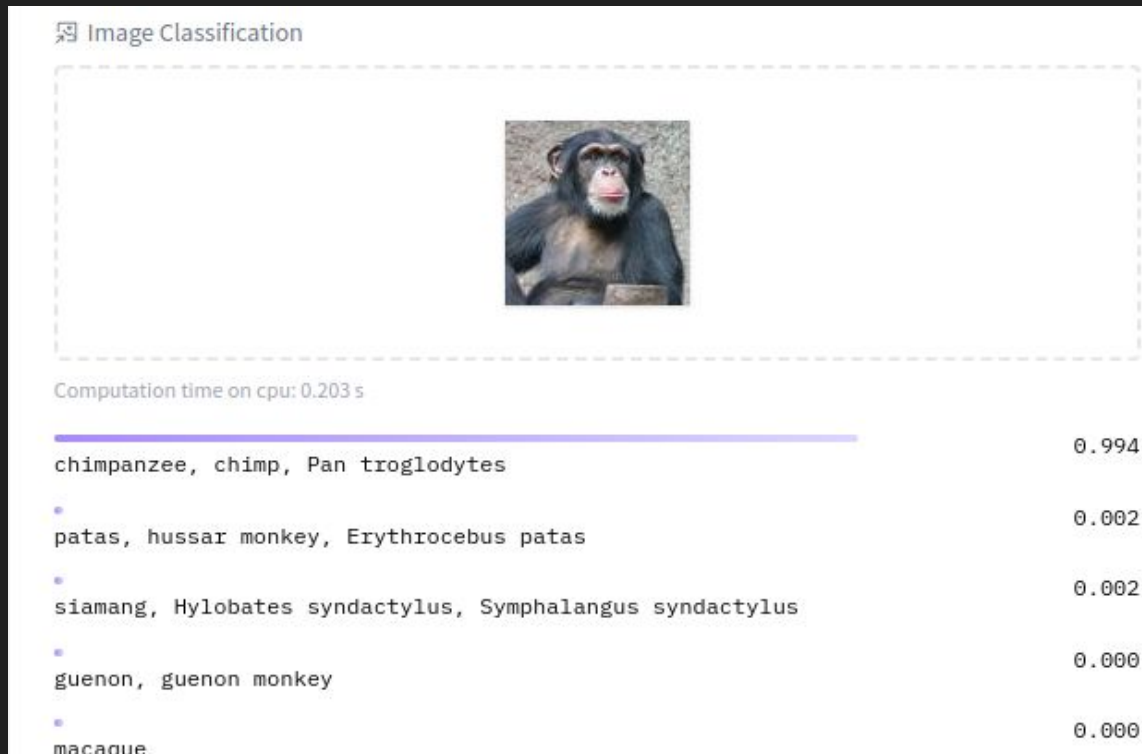 Image Classification
Computation time on cpu: 0.203 s
0.994
chimpanzee, chimp, Pan troglodytes
0.002
patas, hussar monkey, Erythrocebus patas
0.002
siamang, Hylobates syndactylus, Symphalangus syndactylus
0.000
guenon, guenon monkey
0.000
macaque